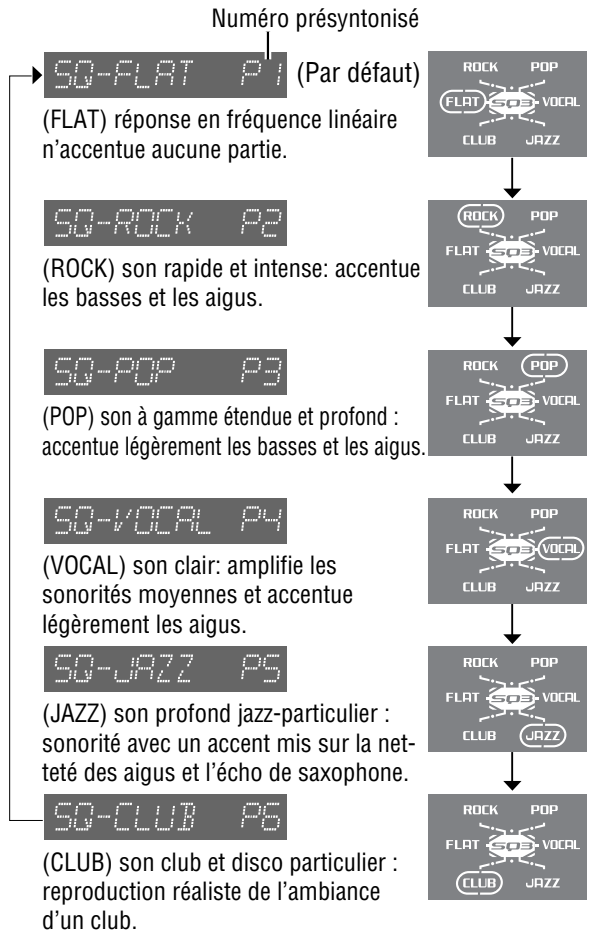 Numéro présyntonisé
SQ-FLAT P1 (Par défaut)
(FLAT) réponse en fréquence linéaire
n'accentue aucune partie.
ROCK POP
FLAT SQ3 VOCAL
CLUB JAZZ
SQ-ROCK P2
(ROCK) son rapide et intense: accentue
les basses et les aigus.
ROCK POP
FLAT SQ3 VOCAL
CLUB JAZZ
SQ-POP P3
(POP) son à gamme étendue et profond :
accentue légèrement les basses et les aigus.
ROCK POP
FLAT SQ3 VOCAL
CLUB JAZZ
SQ-VOCAL P4
(VOCAL) son clair: amplifie les
sonorités moyennes et accentue
légèrement les aigus.
ROCK POP
FLAT SQ3 VOCAL
CLUB JAZZ
SQ-JAZZ P5
(JAZZ) son profond jazz-particulier :
sonorité avec un accent mis sur la net-
teté des aigus et l'écho de saxophone.
ROCK POP
FLAT SQ3 VOCAL
CLUB JAZZ
SQ-CLUB P6
(CLUB) son club et disco particulier :
reproduction réaliste de l'ambiance
d'un club.
ROCK POP
FLAT SQ3 VOCAL
CLUB JAZZ